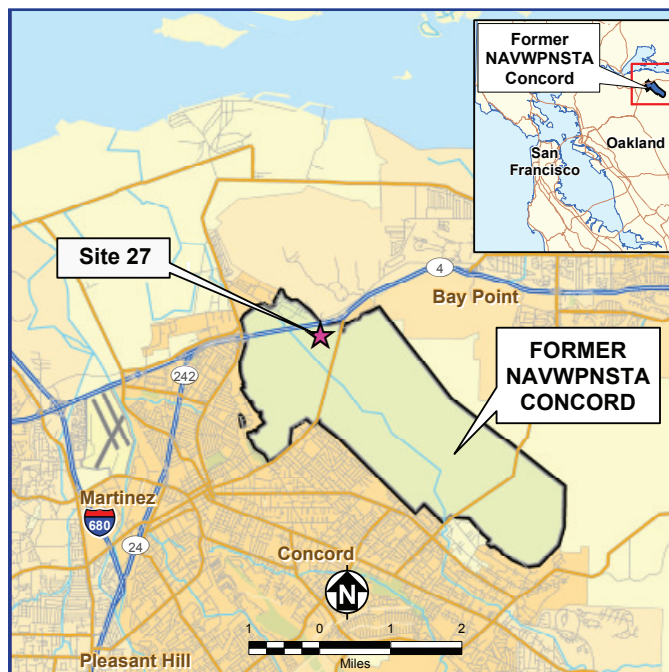 Former
NAVWPNSTA
Concord
Oakland
San
Francisco
Site 27
4
Bay Point
FORMER
NAVWPNSTA
CONCORD
242
Martinez
680
24
Concord
N
Pleasant Hill
1 0 1 2
Miles